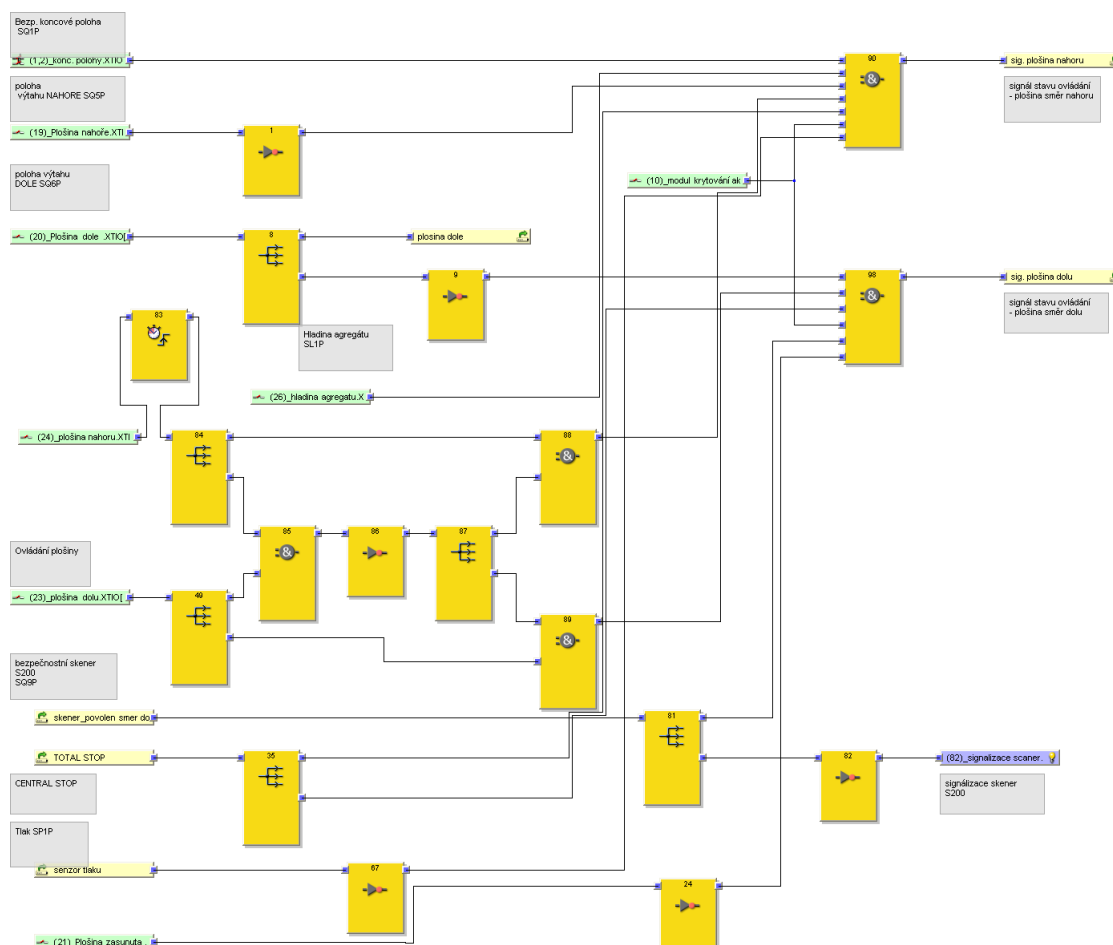 Bezp. koncové poloha
SQ1P
(1,2)_konc. polohy.XTIO
90
&
sig. plošina nahoru
poloha
výtahu NAHORE SQ5P
signál stavu ovládání
- plošina směr nahoru
(19)_Plošina nahoře.XTI
1
poloha výtahu
DOLE SQ6P
(10)_modul krytování ak
(20)_Plošina dole .XTIO[
8
plosina dole
9
98
&
sig. plošina dolu
signál stavu ovládání
- plošina směr dolu
83
Hladina agregátu
SL1P
(26)_hladina agregatu.X
(24)_plošina nahoru.XTI
84
88
&
85
&
86
87
Ovládání plošiny
(23)_plošina dolu.XTIO[
49
89
&
bezpečnostní skener
S200
SQ9P
skener_povolen smer do
81
TOTAL STOP
35
82
(82)_signalizace scaner.
CENTRAL STOP
signálizace skener
S200
Tlak SP1P
senzor tlaku
67
24
(21)_Plošina zasunuta .